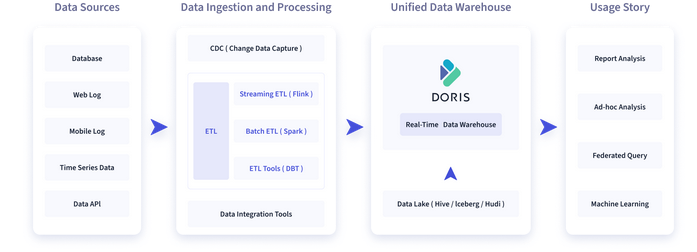 Data Sources
Database
Web Log
Mobile Log
Time Series Data
Data API
Data Ingestion and Processing
CDC ( Change Data Capture )
ETL
Streaming ETL ( Flink )
Batch ETL ( Spark )
ETL Tools ( DBT )
Data Integration Tools
Unified Data Warehouse
DORIS
Real-Time Data Warehouse
Data Lake ( Hive / Iceberg / Hudi )
Usage Story
Report Analysis
Ad-hoc Analysis
Federated Query
Machine Learning